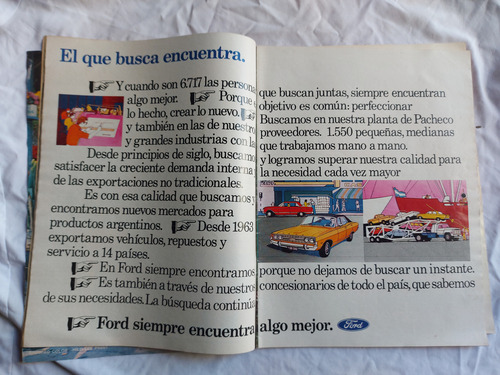 El que busca encuentra.
Y cuando son 6.717 las personas que buscan juntas, siempre encuentran
algo mejor. Porque objetivo es común: perfeccionar
lo hecho, crear lo nuevo. Buscamos en nuestra planta de Pacheco
y también en las de nuestros proveedores. 1.550 pequeñas, medianas
y grandes industrias con las que trabajamos mano a mano.
Desde principios de siglo, buscamos y logramos superar nuestra calidad para
satisfacer la creciente demanda interna la necesidad cada vez mayor
de las exportaciones no tradicionales.
Es con esa calidad que buscamos y
encontramos nuevos mercados para
productos argentinos. Desde 1963
exportamos vehículos, repuestos y
servicio a 14 países.
En Ford siempre encontramos, porque no dejamos de buscar un instante.
Es también a través de nuestros concesionarios de todo el país, que sabemos
de sus necesidades. La búsqueda continúa
Ford siempre encuentra algo mejor. Ford